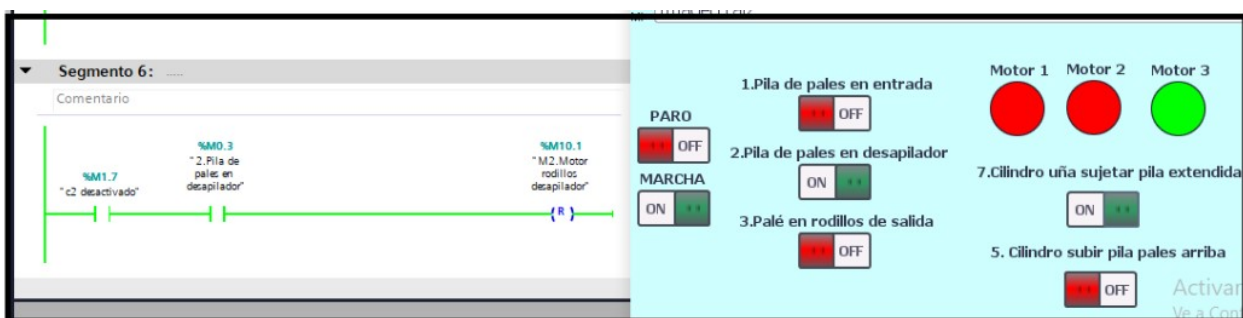 Segmento 6: .....
Comentario
%M1.7
"c2 desactivado"
%M0.3
"2.Pila de
pales en
desapilador"
%M10.1
"M2.Motor
rodillos
desapilador"
(R)
PARO
OFF
MARCHA
ON
1.Pila de pales en entrada
OFF
2.Pila de pales en desapilador
ON
3.Palé en rodillos de salida
OFF
Motor 1 Motor 2 Motor 3
7.Cilindro uña sujetar pila extendida
ON
5. Cilindro subir pila pales arriba
OFF
Activar
Ve a Conf